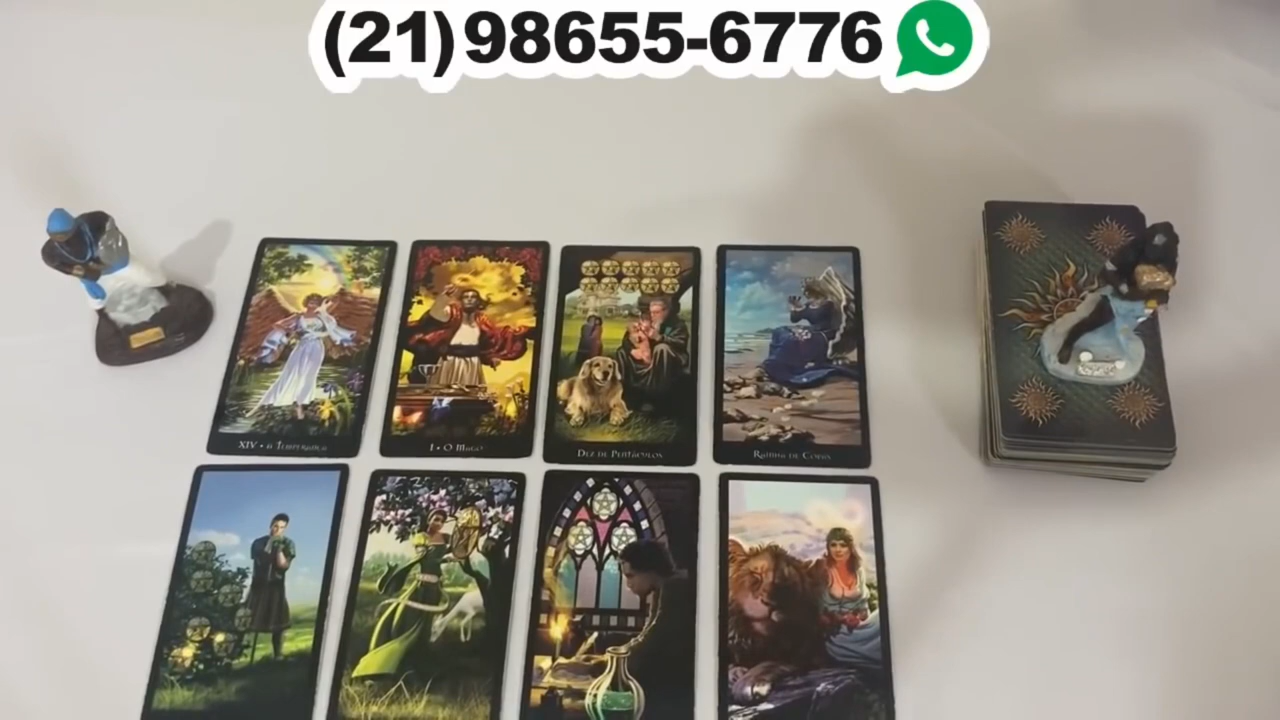 (21)98655-6776
XIV • A Temperança
I • O Mago
Dez de Pentáculos
Rainha de Copas